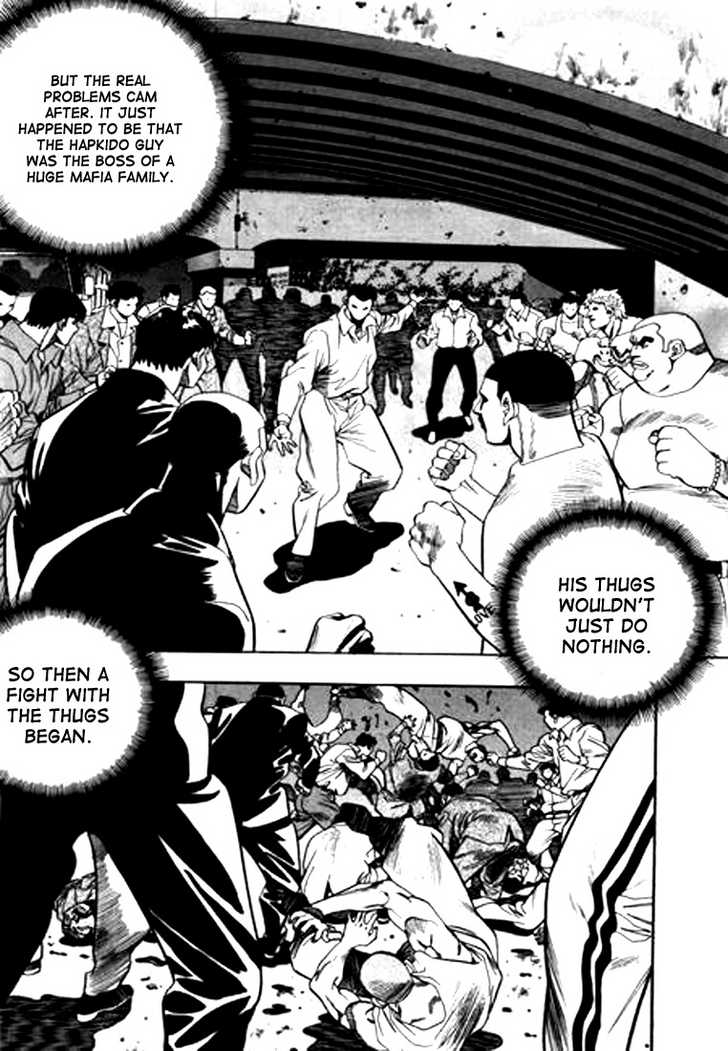 BUT THE REAL
PROBLEMS CAM
AFTER. IT JUST
HAPPENED TO BE THAT
THE HAPKIDO GUY
WAS THE BOSS OF A
HUGE MAFIA FAMILY.
HIS THUGS
WOULDN'T
JUST DO
NOTHING.
LOVE
SO THEN A
FIGHT WITH
THE THUGS
BEGAN.